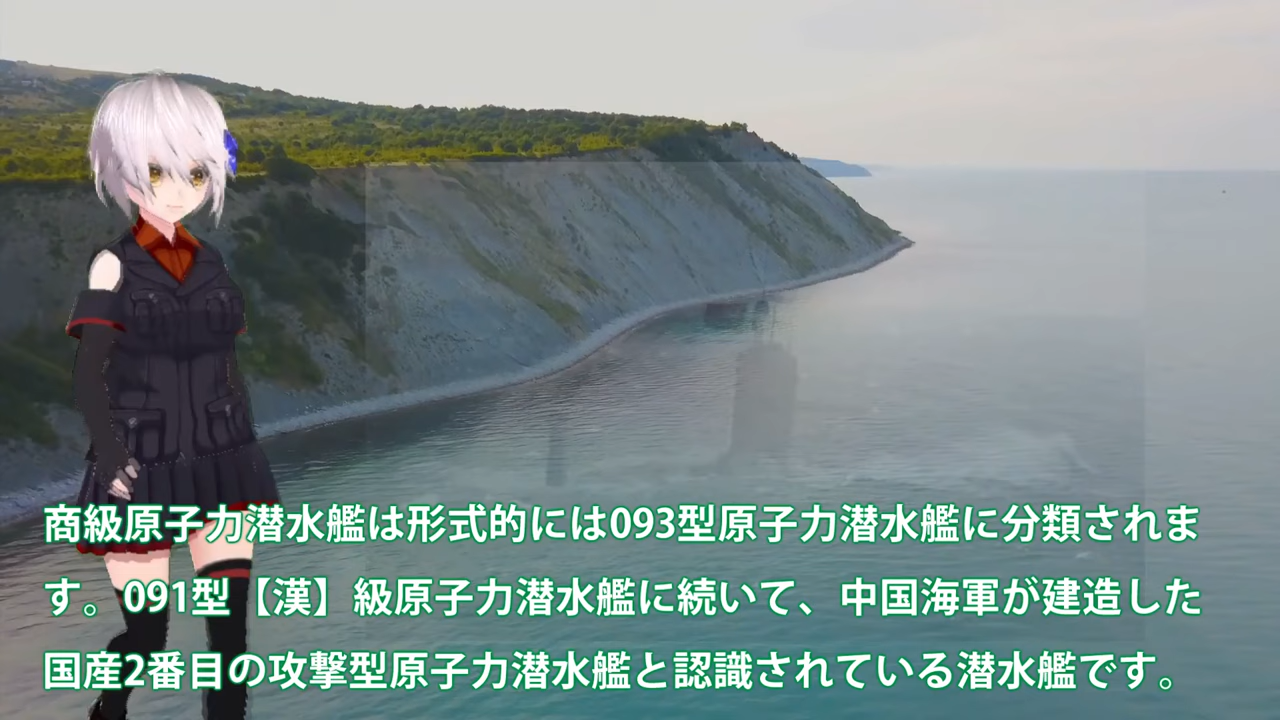 商級原子力潜水艦は形式的には093型原子力潜水艦に分類されま
す。091型【漢】級原子力潜水艦に続いて、中国海軍が建造した
国産2番目の攻撃型原子力潜水艦と認識されている潜水艦です。